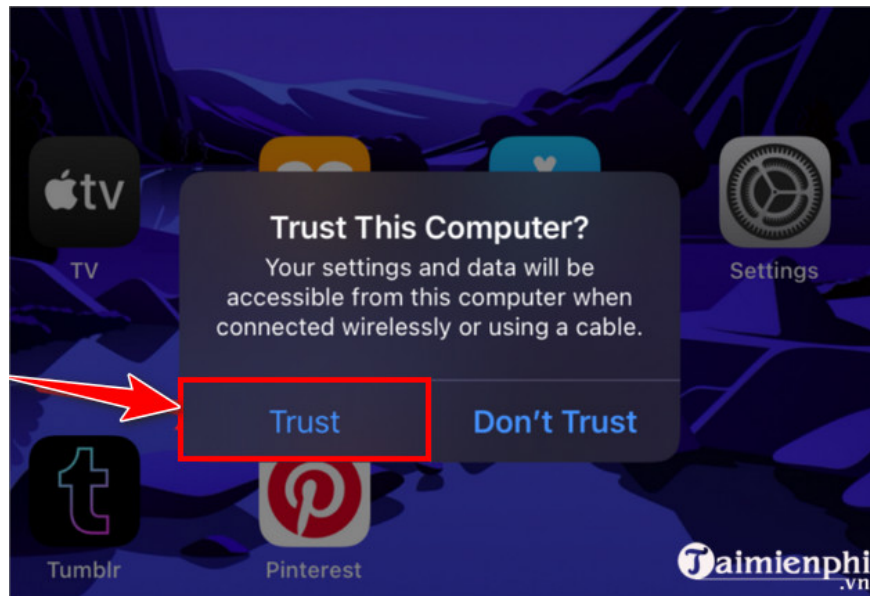 tv
TV
Settings
Trust This Computer?
Your settings and data will be
accessible from this computer when
connected wirelessly or using a cable.
Trust
Don't Trust
t
Tumblr
Pinterest
Taimienphi
.vn